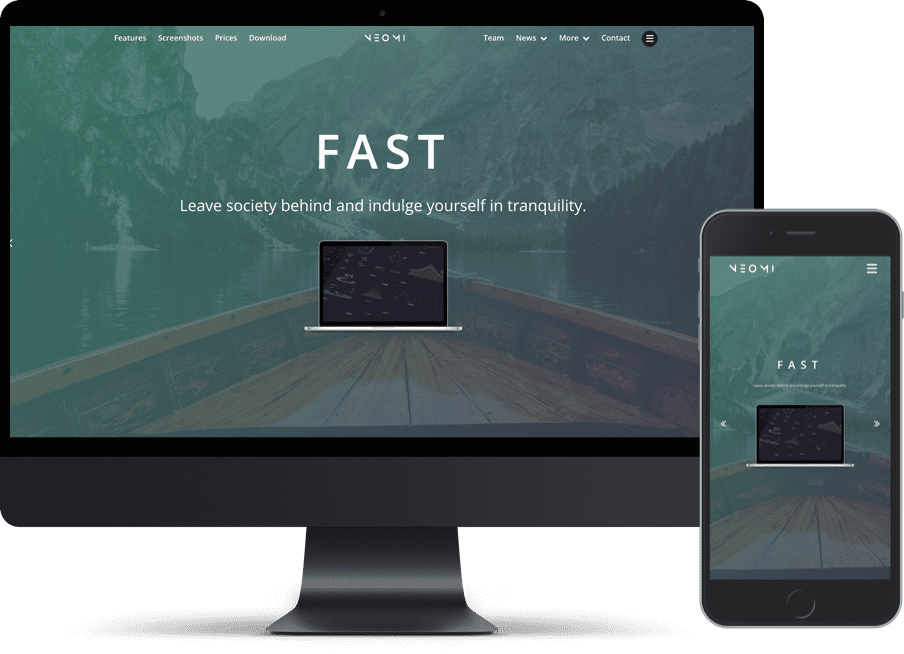 Features Screenshots Prices Download NEOMI Team News More Contact
FAST
Leave society behind and indulge yourself in tranquility.
NEOMI
FAST
Leave society behind and indulge yourself in tranquility.